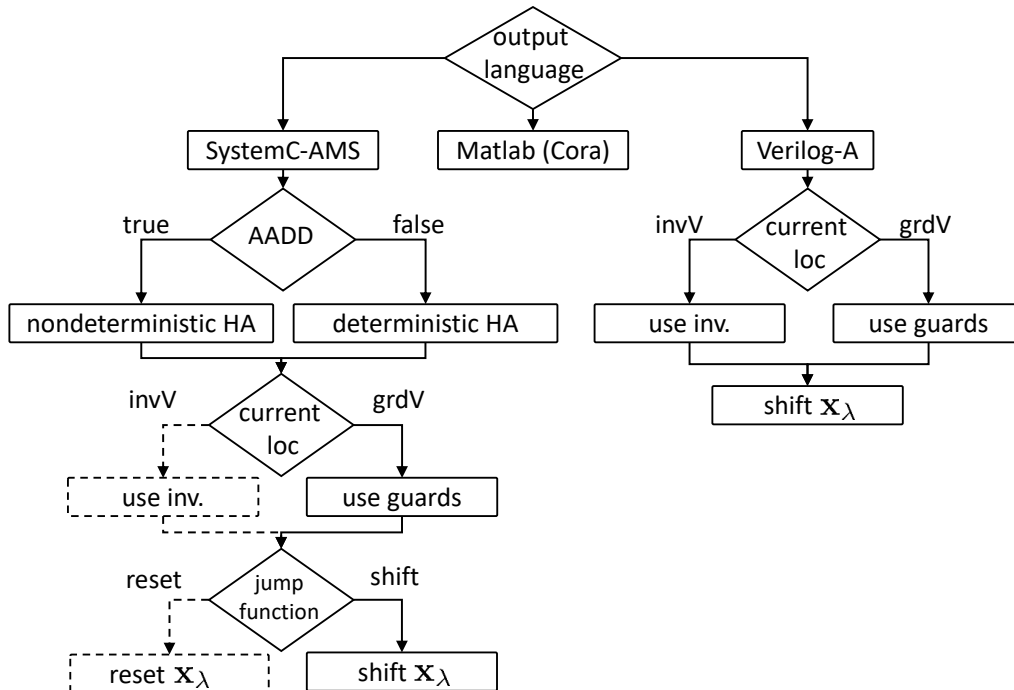 output
language
SystemC-AMS
Matlab (Cora)
Verilog-A
true
AADD
false
invV
current
loc
grdV
nondeterministic HA
deterministic HA
use inv.
use guards
invV
current
loc
grdV
shift 𝐱λ
use inv.
use guards
reset
jump
function
shift
reset 𝐱λ
shift 𝐱λ